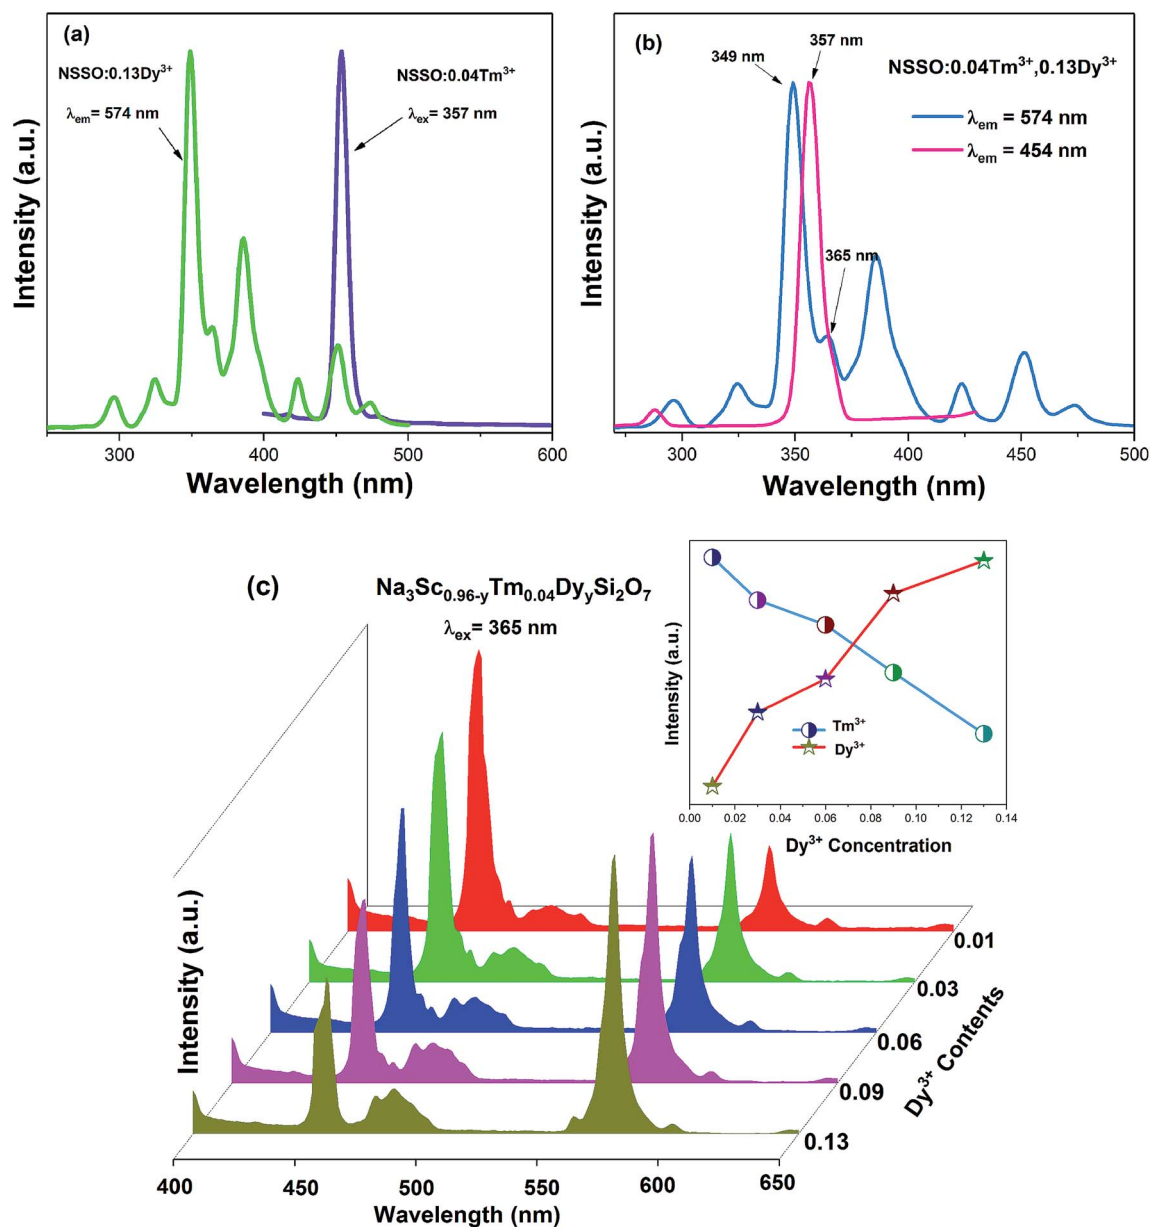 (a)
NSSO:0.13Dy³⁺
λem= 574 nm
NSSO:0.04Tm³⁺
λex= 357 nm
Intensity (a.u.)
300 400 500 600
Wavelength (nm)
(b)
349 nm
357 nm
365 nm
NSSO:0.04Tm³⁺,0.13Dy³⁺
λem = 574 nm
λem = 454 nm
Intensity (a.u.)
300 350 400 450 500
Wavelength (nm)
(c)
Na₃Sc₀.₉₆₋yTm₀.₀₄DyySi₂O₇
λex= 365 nm
Intensity (a.u.)
Tm³⁺
Dy³⁺
0.00 0.02 0.04 0.06 0.08 0.10 0.12 0.14
Dy³⁺ Concentration
Intensity (a.u.)
0.01
0.03
0.06
0.09
0.13
Dy³⁺ Contents
400 450 500 550 600 650
Wavelength (nm)